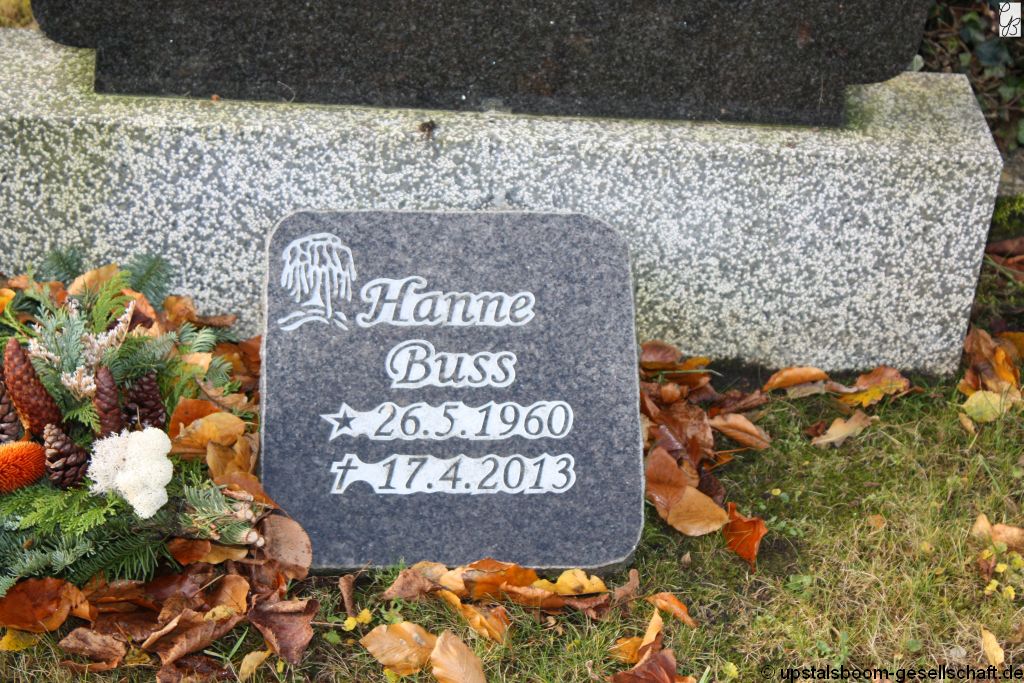 Hanne
Buss
★ 26.5.1960
✝ 17.4.2013
© upstalsboom-gesellschaft.de